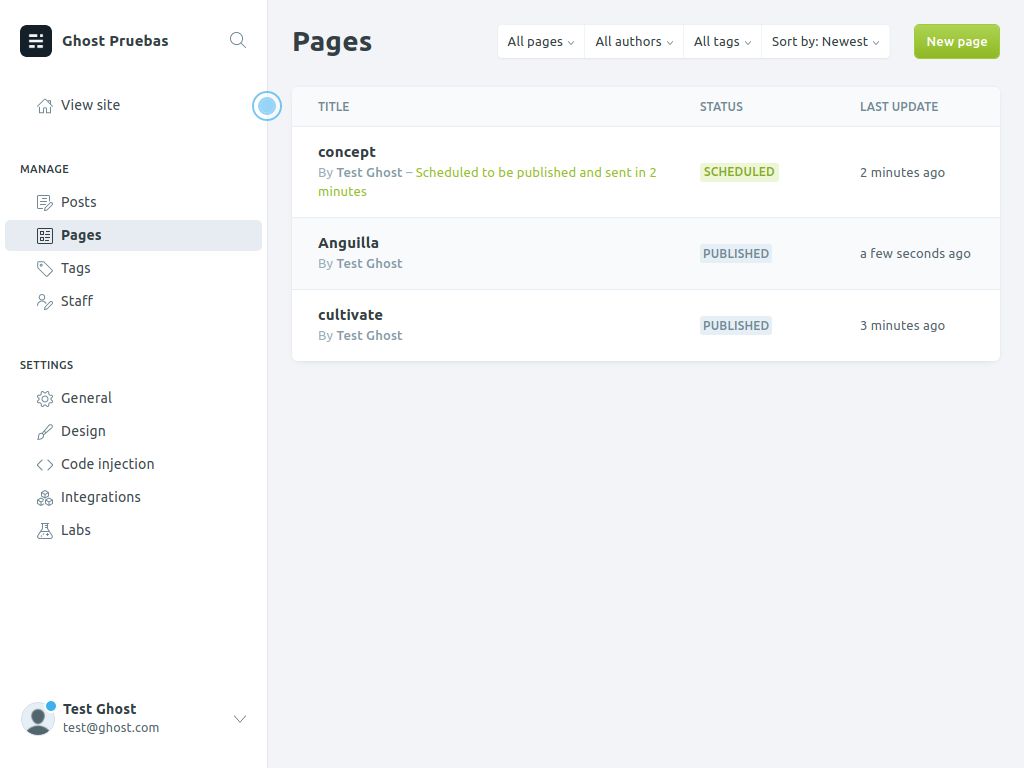 Ghost Pruebas
View site
MANAGE
Posts
Pages
Tags
Staff
SETTINGS
General
Design
Code injection
Integrations
Labs
Test Ghost
test@ghost.com
Pages
All pages All authors All tags Sort by: Newest New page
TITLE STATUS LAST UPDATE
concept
By Test Ghost – Scheduled to be published and sent in 2
minutes
SCHEDULED 2 minutes ago
Anguilla
By Test Ghost
PUBLISHED a few seconds ago
cultivate
By Test Ghost
PUBLISHED 3 minutes ago